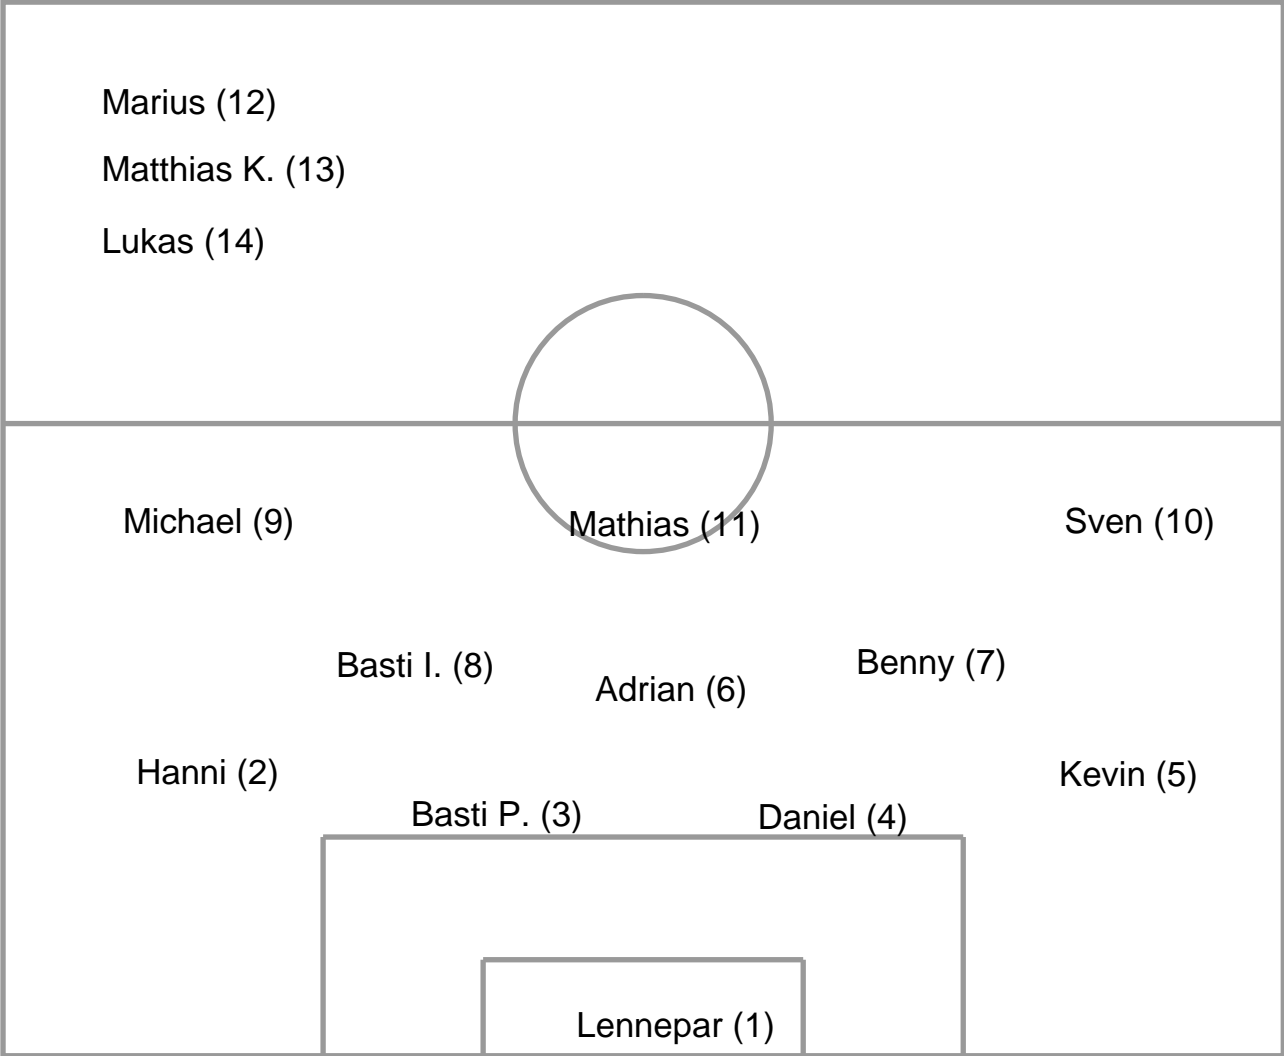 Marius (12)
Matthias K. (13)
Lukas (14)
Michael (9)
Mathias (11)
Sven (10)
Basti I. (8)
Adrian (6)
Benny (7)
Hanni (2)
Basti P. (3)
Daniel (4)
Kevin (5)
Lennepar (1)